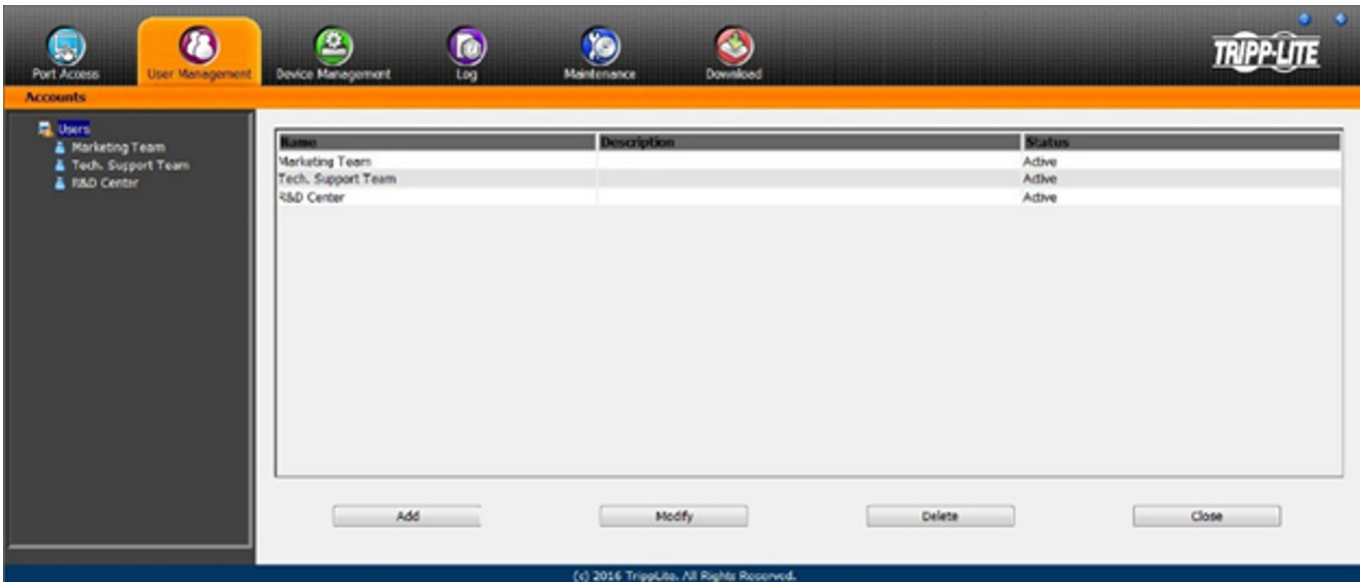 TRIPP-LITE
Port Access
User Management
Device Management
Log
Maintenance
Download
Accounts
Users
Marketing Team
Tech. Support Team
R&D Center
Name Description Status
Marketing Team Active
Tech. Support Team Active
R&D Center Active
Add Modify Delete Close
(c) 2016 TrippLite. All Rights Reserved.